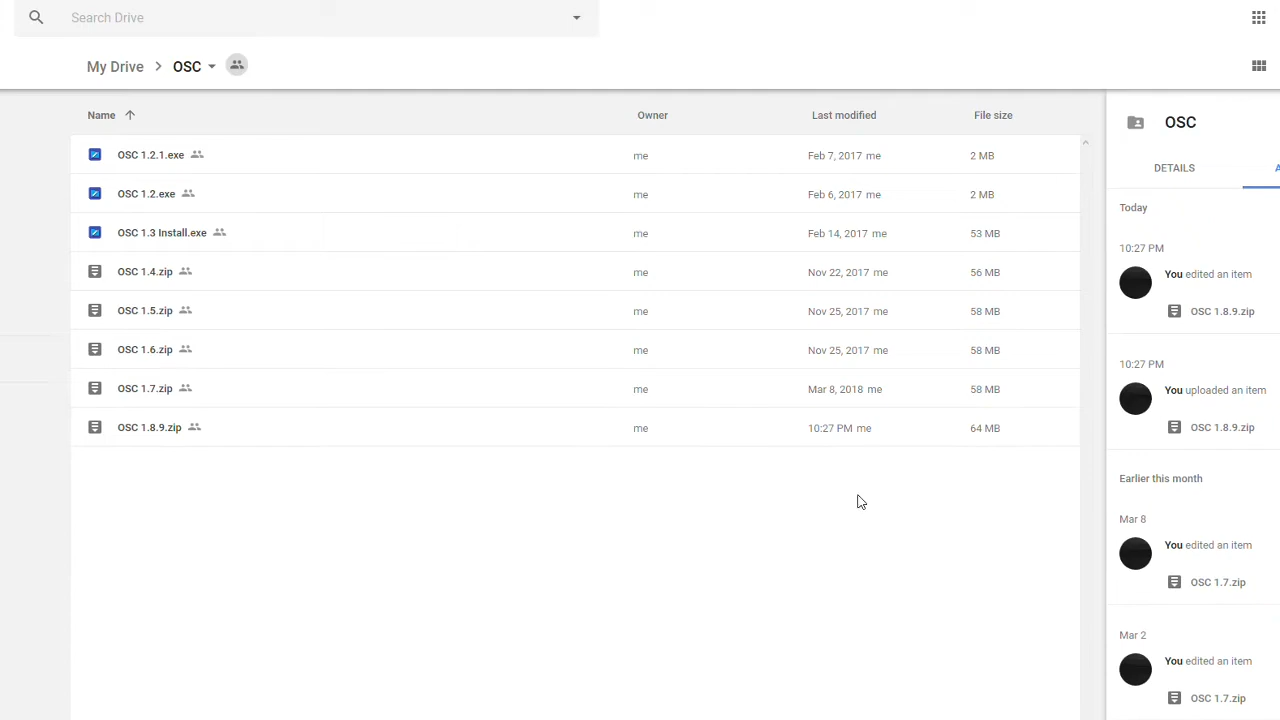 Search Drive
My Drive > OSC
Name Owner Last modified File size
OSC 1.2.1.exe me Feb 7, 2017 me 2 MB
OSC 1.2.exe me Feb 6, 2017 me 2 MB
OSC 1.3 Install.exe me Feb 14, 2017 me 53 MB
OSC 1.4.zip me Nov 22, 2017 me 56 MB
OSC 1.5.zip me Nov 25, 2017 me 58 MB
OSC 1.6.zip me Nov 25, 2017 me 58 MB
OSC 1.7.zip me Mar 8, 2018 me 58 MB
OSC 1.8.9.zip me 10:27 PM me 64 MB
OSC
DETAILS A
Today
10:27 PM
You edited an item
OSC 1.8.9.zip
10:27 PM
You uploaded an item
OSC 1.8.9.zip
Earlier this month
Mar 8
You edited an item
OSC 1.7.zip
Mar 2
You edited an item
OSC 1.7.zip